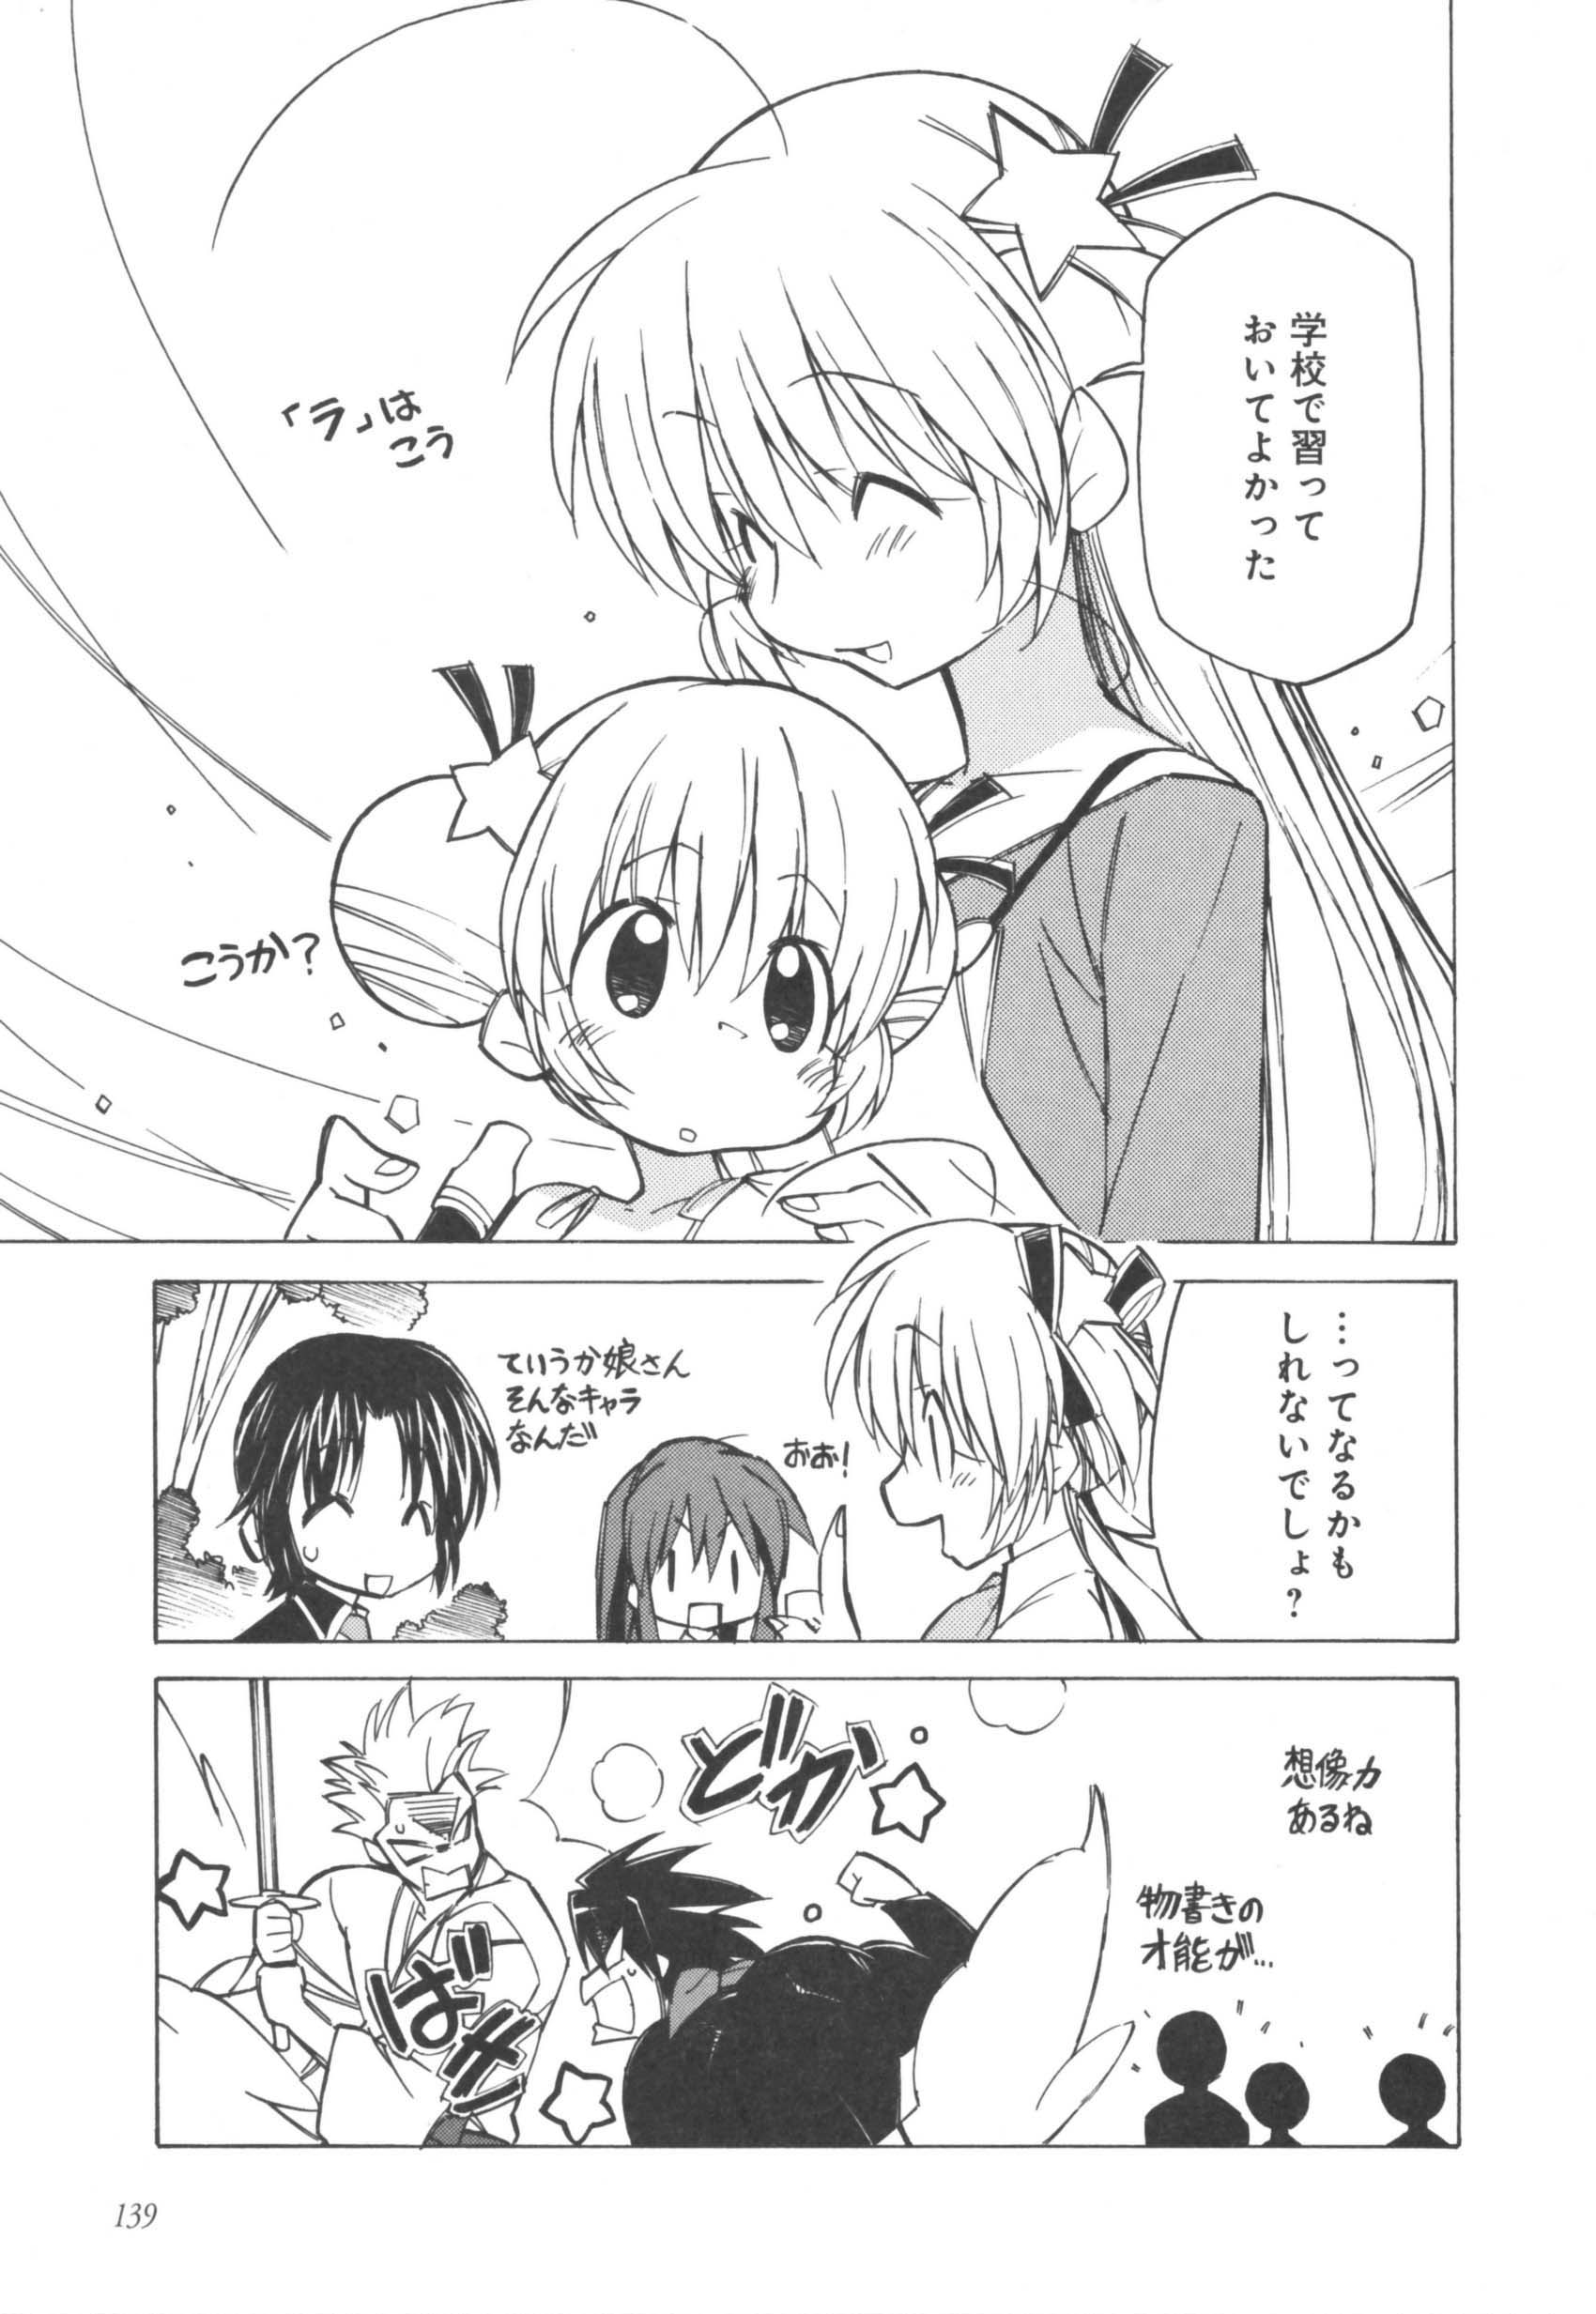 学校で習って
おいてよかった
「ラ」は
こう
こうか?
…ってなるかも
しれないでしょ?
おお!
ていうか娘さん
そんなキャラ
なんだ
想像力
あるね
物書きの
才能が…
どか
ばき
139